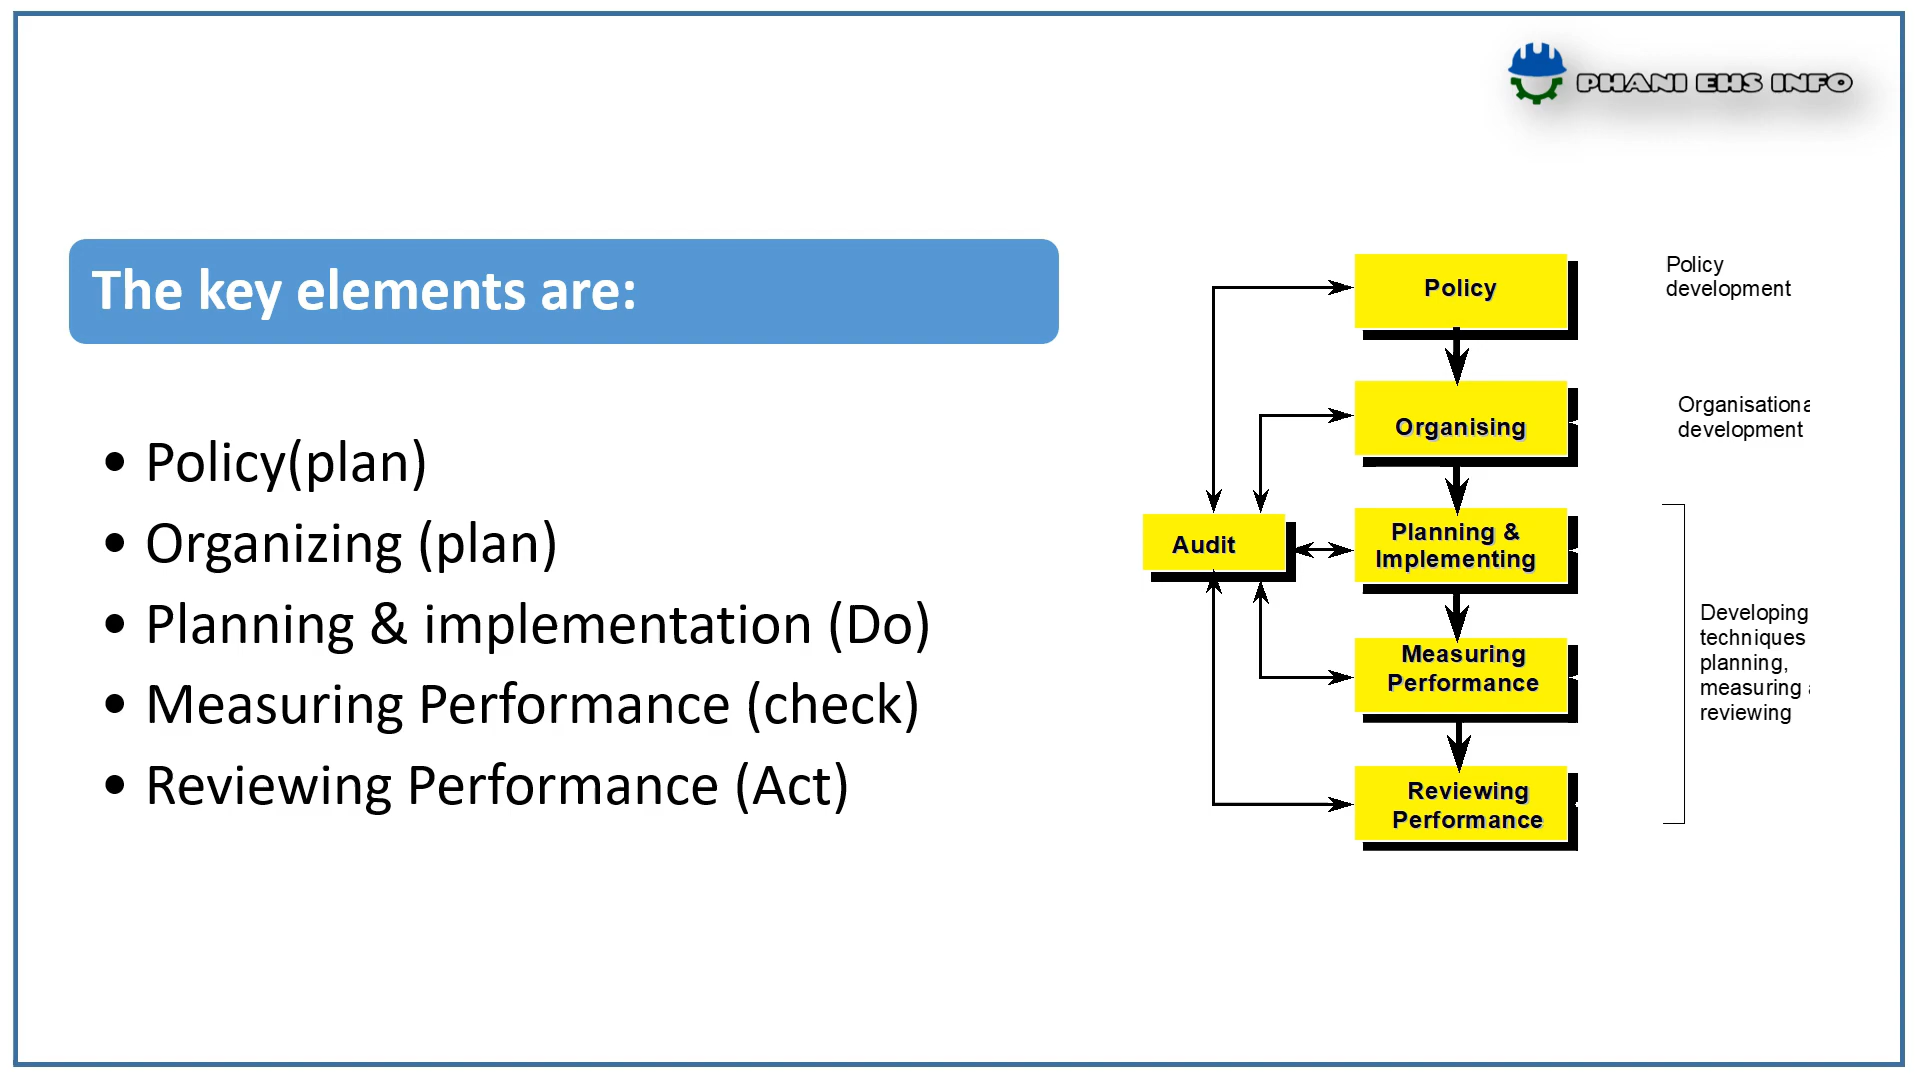 PHANI EHS INFO
The key elements are:
• Policy(plan)
• Organizing (plan)
• Planning & implementation (Do)
• Measuring Performance (check)
• Reviewing Performance (Act)
Policy
Organising
Planning &
Implementing
Measuring
Performance
Reviewing
Performance
Audit
Policy
development
Organisationa
development
Developing
techniques
planning,
measuring
reviewing